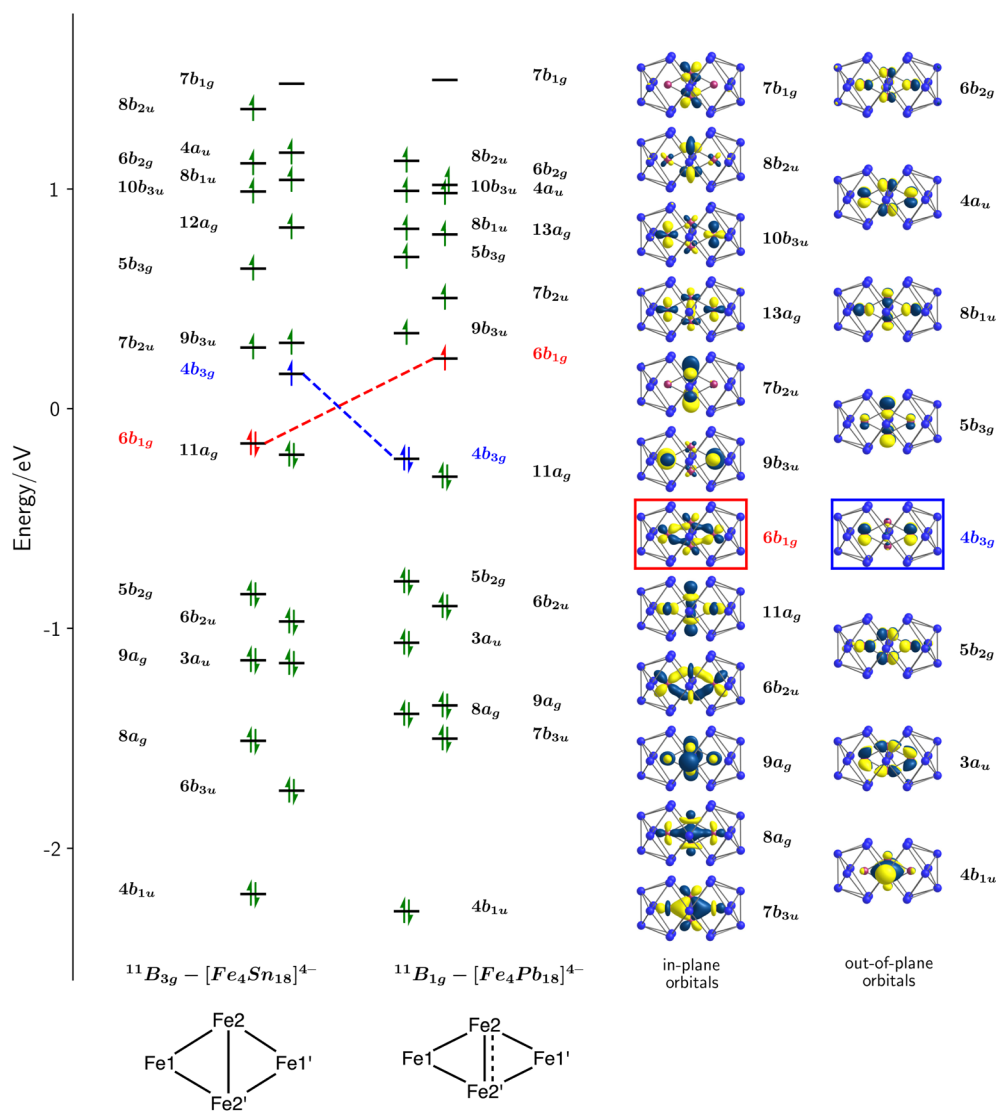 Energy/eV
1
0
-1
-2
7b1g
8b2u
4au
6b2g
8b1u
10b3u
12ag
5b3g
9b3u
7b2u
4b3g
6b1g
11ag
5b2g
6b2u
9ag
3au
8ag
6b3u
4b1u
11B3g − [Fe4Sn18]4−
7b1g
8b2u
6b2g
10b3u
4au
8b1u
13ag
5b3g
7b2u
9b3u
6b1g
4b3g
11ag
5b2g
6b2u
3au
9ag
8ag
7b3u
4b1u
11B1g − [Fe4Pb18]4−
7b1g
8b2u
10b3u
13ag
7b2u
9b3u
6b1g
11ag
6b2u
9ag
8ag
7b3u
in-plane
orbitals
6b2g
4au
8b1u
5b3g
4b3g
5b2g
3au
4b1u
out-of-plane
orbitals
Fe2
Fe1 Fe1'
Fe2'
Fe2
Fe1 Fe1'
Fe2'